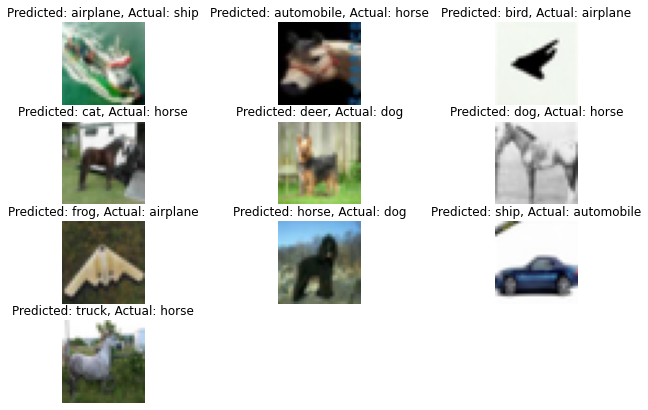 Predicted: airplane, Actual: ship
Predicted: automobile, Actual: horse
Predicted: bird, Actual: airplane
Predicted: cat, Actual: horse
Predicted: deer, Actual: dog
Predicted: dog, Actual: horse
Predicted: frog, Actual: airplane
Predicted: horse, Actual: dog
Predicted: ship, Actual: automobile
Predicted: truck, Actual: horse